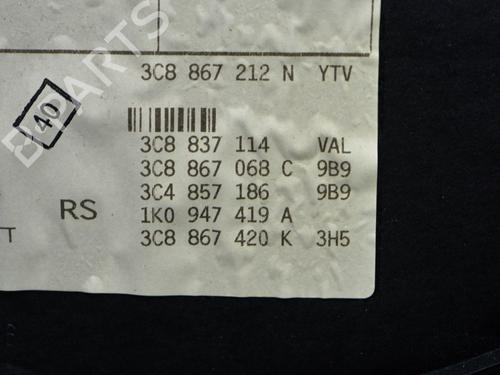 3C8 867 212 N YTV
40
3C8 837 114 VAL
3C8 867 068 C 9B9
3C4 857 186 9B9
RS 1K0 947 419 A
T 3C8 867 420 K 3H5
B-PARTS